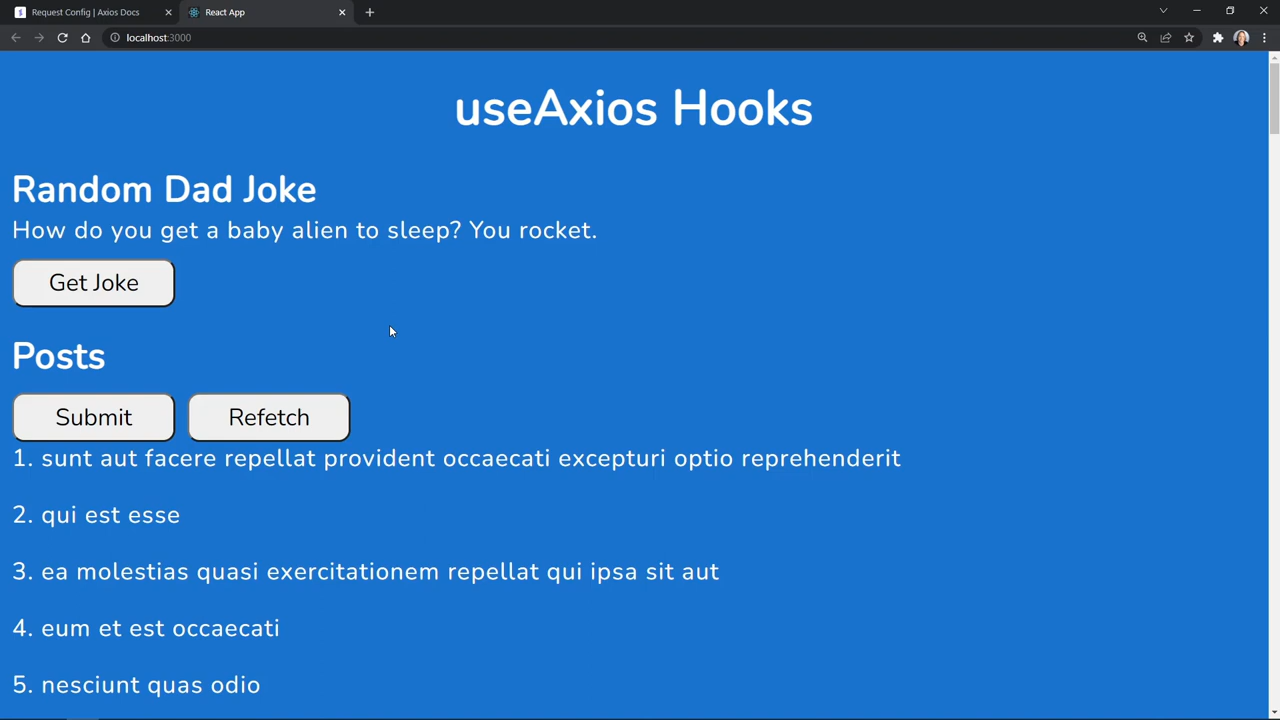 Request Config | Axios Docs
React App
localhost:3000
useAxios Hooks
Random Dad Joke
How do you get a baby alien to sleep? You rocket.
Get Joke
Posts
Submit
Refetch
1. sunt aut facere repellat provident occaecati excepturi optio reprehenderit
2. qui est esse
3. ea molestias quasi exercitationem repellat qui ipsa sit aut
4. eum et est occaecati
5. nesciunt quas odio